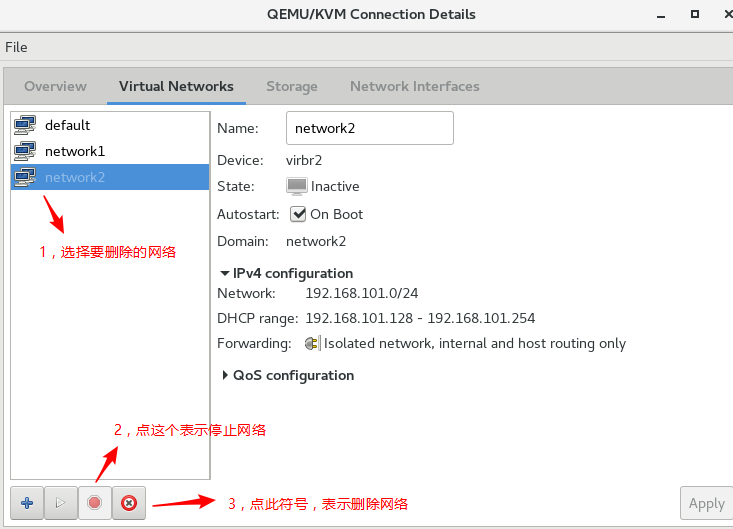 QEMU/KVM Connection Details
File
Overview Virtual Networks Storage Network Interfaces
default
network1
network2
1，选择要删除的网络
2，点这个表示停止网络
Name: network2
Device: virbr2
State: Inactive
Autostart: On Boot
Domain: network2
IPv4 configuration
Network: 192.168.101.0/24
DHCP range: 192.168.101.128 - 192.168.101.254
Forwarding: Isolated network, internal and host routing only
QoS configuration
3，点此符号，表示删除网络
Apply